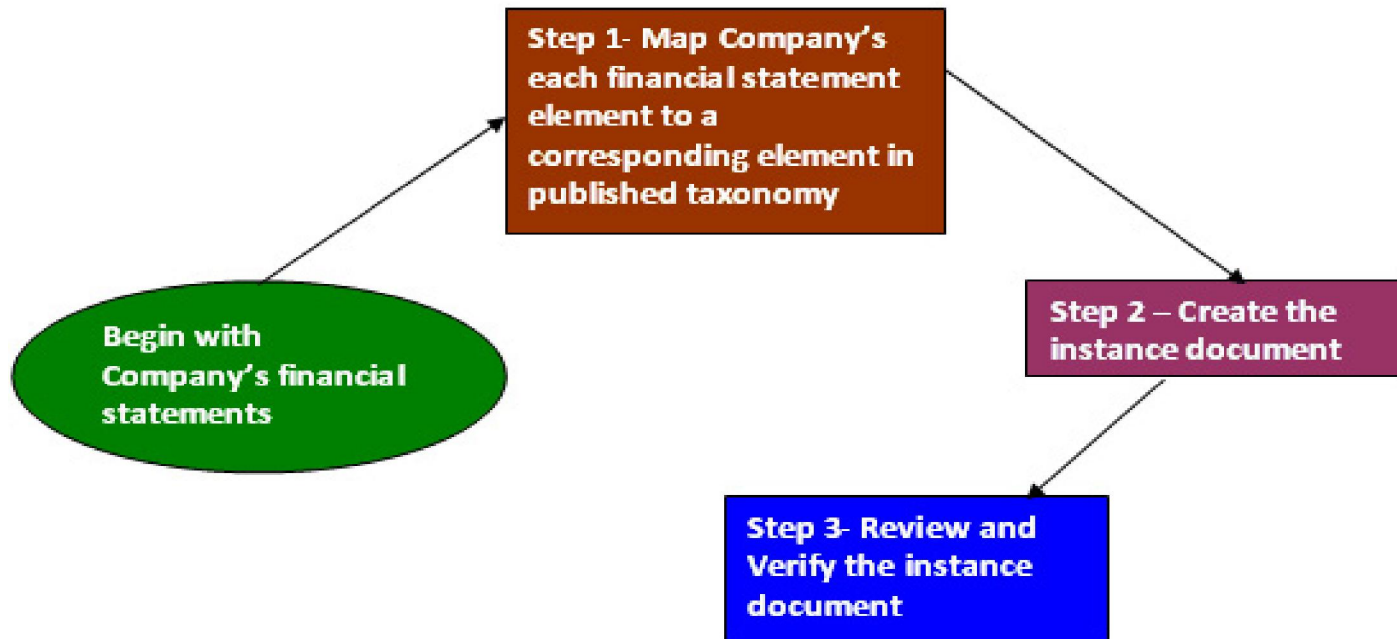 Begin with
Company's financial
statements
Step 1- Map Company's
each financial statement
element to a
corresponding element in
published taxonomy
Step 2 – Create the
instance document
Step 3- Review and
Verify the instance
document